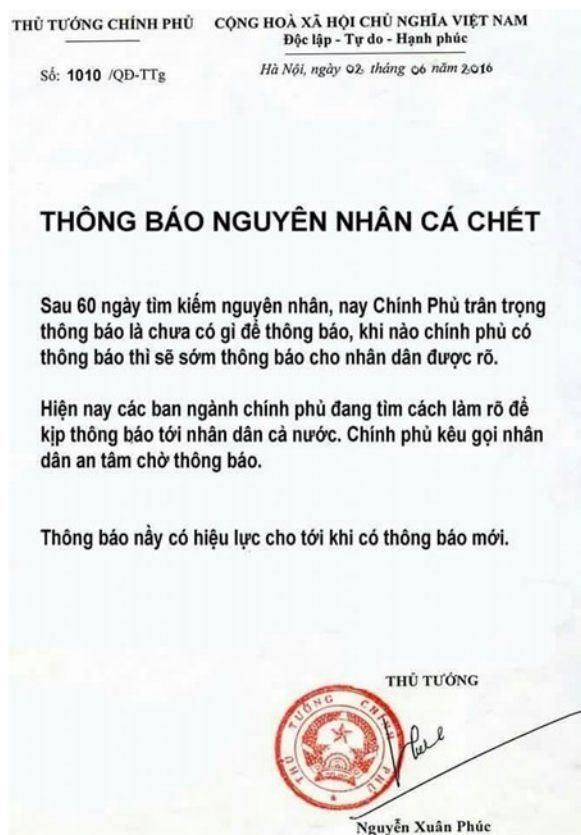 THỦ TƯỚNG CHÍNH PHỦ
CỘNG HOÀ XÃ HỘI CHỦ NGHĨA VIỆT NAM
Độc lập - Tự do - Hạnh phúc
Số: 1010 /QĐ-TTg
Hà Nội, ngày 02 tháng 06 năm 2016
THÔNG BÁO NGUYÊN NHÂN CÁ CHẾT
Sau 60 ngày tìm kiếm nguyên nhân, nay Chính Phủ trân trọng
thông báo là chưa có gì để thông báo, khi nào chính phủ có
thông báo thì sẽ sớm thông báo cho nhân dân được rõ.
Hiện nay các ban ngành chính phủ đang tìm cách làm rõ để
kịp thông báo tới nhân dân cả nước. Chính phủ kêu gọi nhân
dân an tâm chờ thông báo.
Thông báo nầy có hiệu lực cho tới khi có thông báo mới.
THỦ TƯỚNG
THỦ TƯỚNG CHÍNH PHỦ
Nguyễn Xuân Phúc